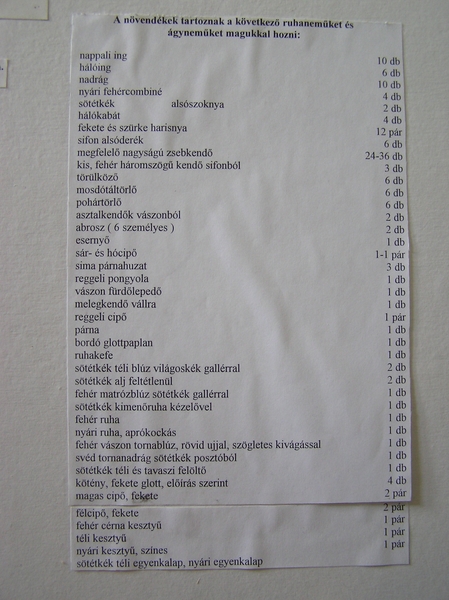 A növendékek tartoznak a következő ruhaneműket és
ágyneműket magukkal hozni:
nappali ing 10 db
hálóing 6 db
nadrág 10 db
nyári fehércombiné 4 db
sötétkék alsószoknya 2 db
hálókabát 4 db
fekete és szürke harisnya 12 pár
sifon alsóderék 6 db
megfelelő nagyságú zsebkendő 24-36 db
kis, fehér háromszögű kendő sifonból 3 db
törülköző 6 db
mosdótáltörlő 6 db
pohártörlő 6 db
asztalkendők vászonból 2 db
abrosz ( 6 személyes ) 2 db
esernyő 1 db
sár- és hócipő 1-1 pár
sima párnahuzat 3 db
reggeli pongyola 1 db
vászon fürdőlepedő 1 db
melegkendő vállra 1 db
reggeli cipő 1 pár
párna 1 db
bordó glottpaplan 1 db
ruhakefe 1 db
sötétkék téli blúz világoskék gallérral 2 db
sötétkék alj feltétlenül 2 db
fehér matrózblúz sötétkék gallérral 1 db
sötétkék kimenőruha kézelővel 1 db
fehér ruha 1 db
nyári ruha, aprókockás 1 db
fehér vászon tornablúz, rövid ujjal, szögletes kivágással 1 db
svéd tornanadrág sötétkék posztóból 1 db
sötétkék téli és tavaszi felöltő 1 db
kötény, fekete glott, előírás szerint 4 db
magas cipő, fekete 2 pár
félcipő, fekete 2 pár
fehér cérna kesztyű 1 pár
téli kesztyű 1 pár
nyári kesztyű, színes 1 pár
sötétkék téli egyenkalap, nyári egyenkalap